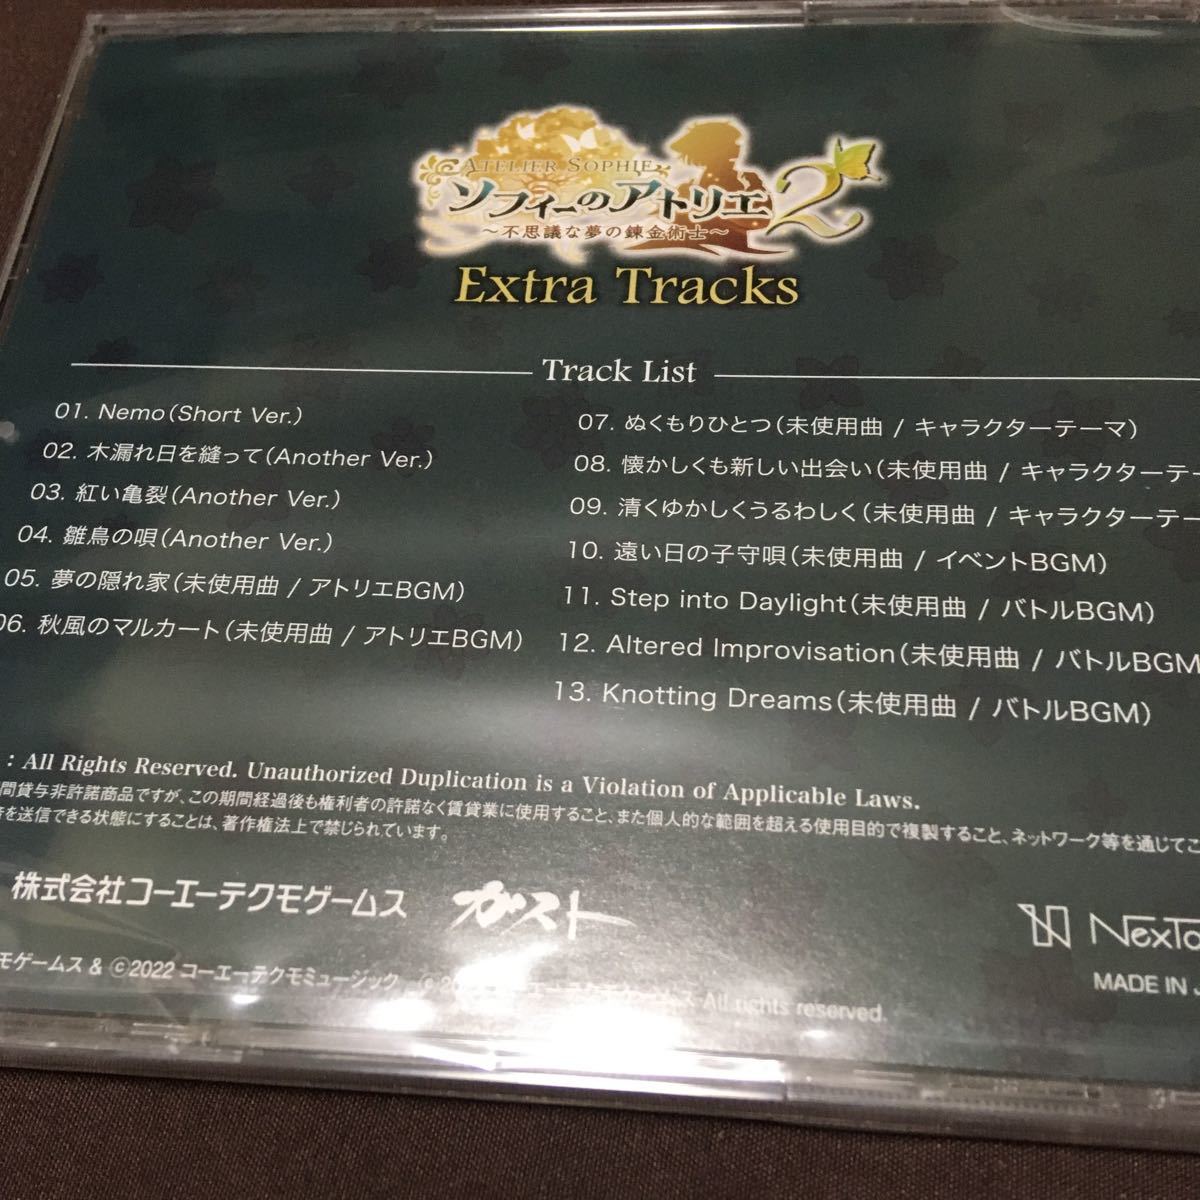 ATELIER SOPHIE
ソフィーのアトリエ2
～不思議な夢の錬金術士～
Extra Tracks
Track List
01. Nemo（Short Ver.）
02. 木漏れ日を縫って（Another Ver.）
03. 紅い亀裂（Another Ver.）
04. 雛鳥の唄（Another Ver.）
05. 夢の隠れ家（未使用曲 / アトリエBGM）
06. 秋風のマルカート（未使用曲 / アトリエBGM）
07. ぬくもりひとつ（未使用曲 / キャラクターテーマ）
08. 懐かしくも新しい出会い（未使用曲 / キャラクターテー
09. 清くゆかしくうるわしく（未使用曲 / キャラクターテー
10. 遠い日の子守唄（未使用曲 / イベントBGM）
11. Step into Daylight（未使用曲 / バトルBGM）
12. Altered Improvisation（未使用曲 / バトルBGM
13. Knotting Dreams（未使用曲 / バトルBGM）
: All Rights Reserved. Unauthorized Duplication is a Violation of Applicable Laws.
間貸与非許諾商品ですが、この期間経過後も権利者の許諾なく賃貸業に使用すること、また個人的な範囲を超える使用目的で複製すること、ネットワーク等を通じてこ
を送信できる状態にすることは、著作権法上で禁じられています。
株式会社コーエーテクモゲームス
ガスト
NexTo
モゲームス & ©2022 コーエーテクモミュージック ©20 コーエーテクモゲームス All rights reserved.
MADE IN J